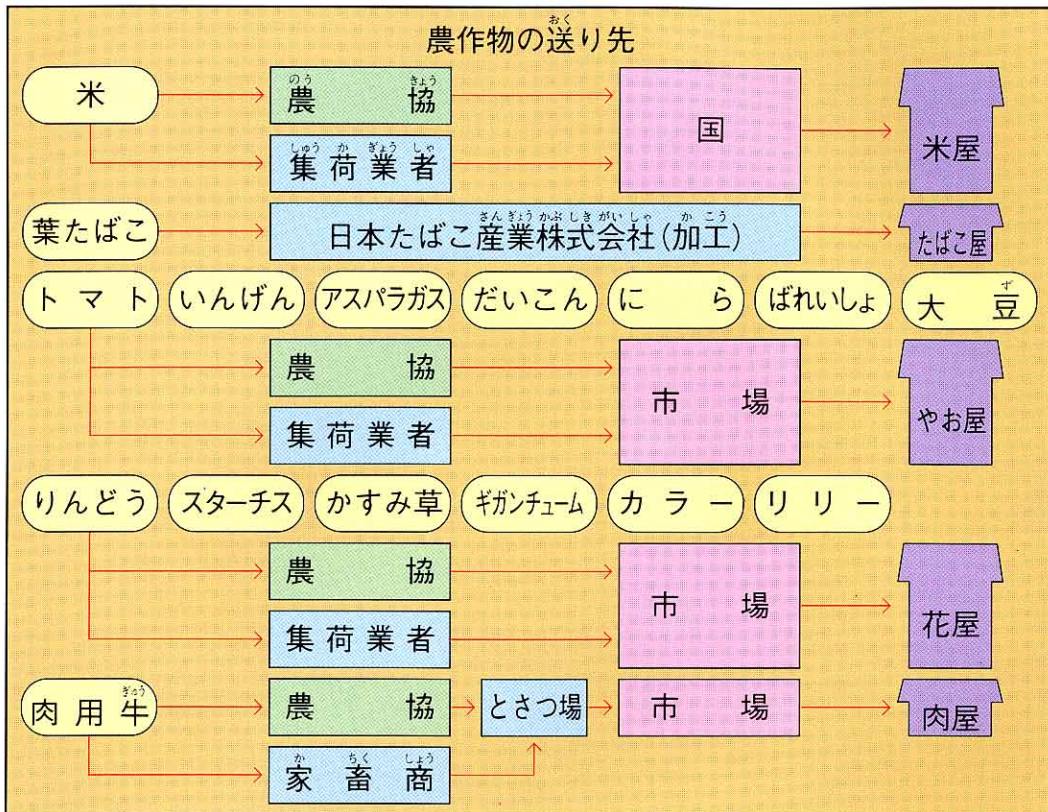 農作物の送り先
米
農協
集荷業者
国
米屋
葉たばこ
日本たばこ産業株式会社(加工)
たばこ屋
トマト いんげん アスパラガス だいこん にら ばれいしょ 大豆
農協
集荷業者
市場
やお屋
りんどう スターチス かすみ草 ギガンチューム カラー リリー
農協
集荷業者
市場
花屋
肉用牛
農協
とさつ場
市場
肉屋
家畜商